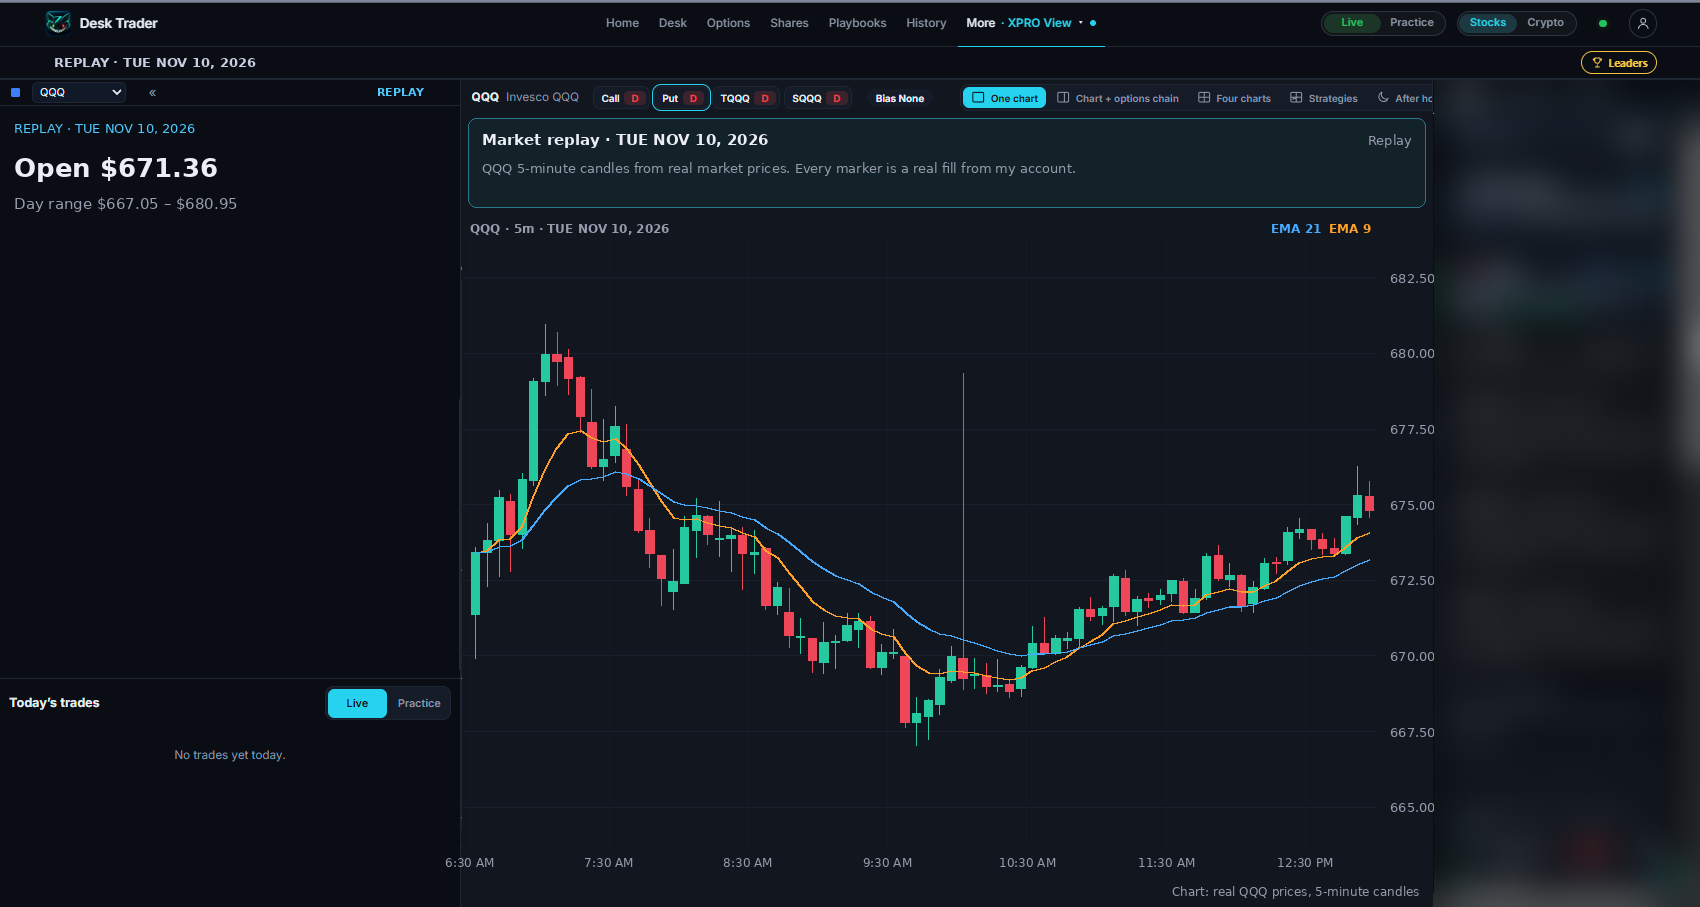 Desk Trader
Home Desk Options Shares Playbooks History More · XPRO View
Live Practice Stocks Crypto
REPLAY · TUE NOV 10, 2026
Leaders
QQQ « REPLAY
REPLAY · TUE NOV 10, 2026
Open $671.36
Day range $667.05 – $680.95
Today’s trades
Live Practice
No trades yet today.
QQQ Invesco QQQ Call D Put D TQQQ D SQQQ D Bias None One chart Chart + options chain Four charts Strategies After ho
Market replay · TUE NOV 10, 2026 Replay
QQQ 5-minute candles from real market prices. Every marker is a real fill from my account.
QQQ · 5m · TUE NOV 10, 2026 EMA 21 EMA 9
682.50
680.00
677.50
675.00
672.50
670.00
667.50
665.00
6:30 AM 7:30 AM 8:30 AM 9:30 AM 10:30 AM 11:30 AM 12:30 PM
Chart: real QQQ prices, 5-minute candles